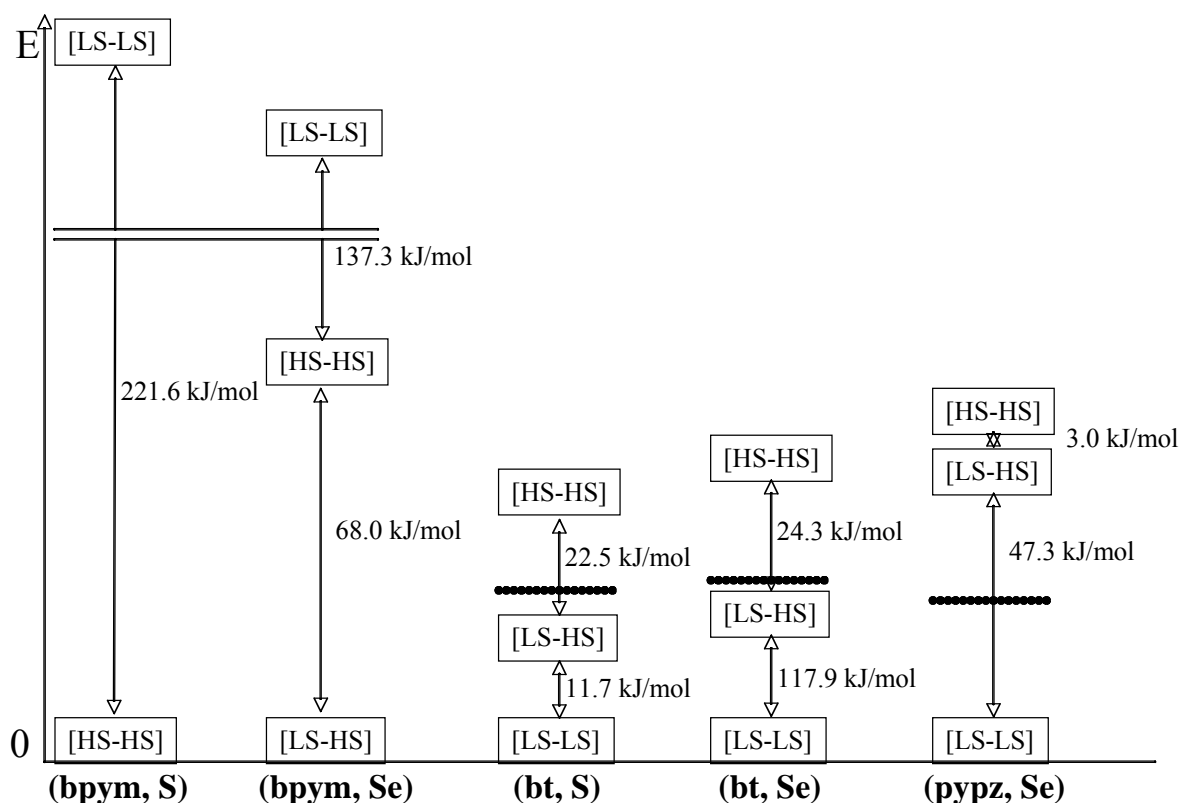 E
[LS-LS]
[LS-LS]
137.3 kJ/mol
[HS-HS]
221.6 kJ/mol
[HS-HS]
3.0 kJ/mol
[HS-HS]
[LS-HS]
[HS-HS]
68.0 kJ/mol
24.3 kJ/mol
47.3 kJ/mol
22.5 kJ/mol
[LS-HS]
[LS-HS]
11.7 kJ/mol
117.9 kJ/mol
0
[HS-HS]
[LS-HS]
[LS-LS]
[LS-LS]
[LS-LS]
(bpym, S)
(bpym, Se)
(bt, S)
(bt, Se)
(pypz, Se)